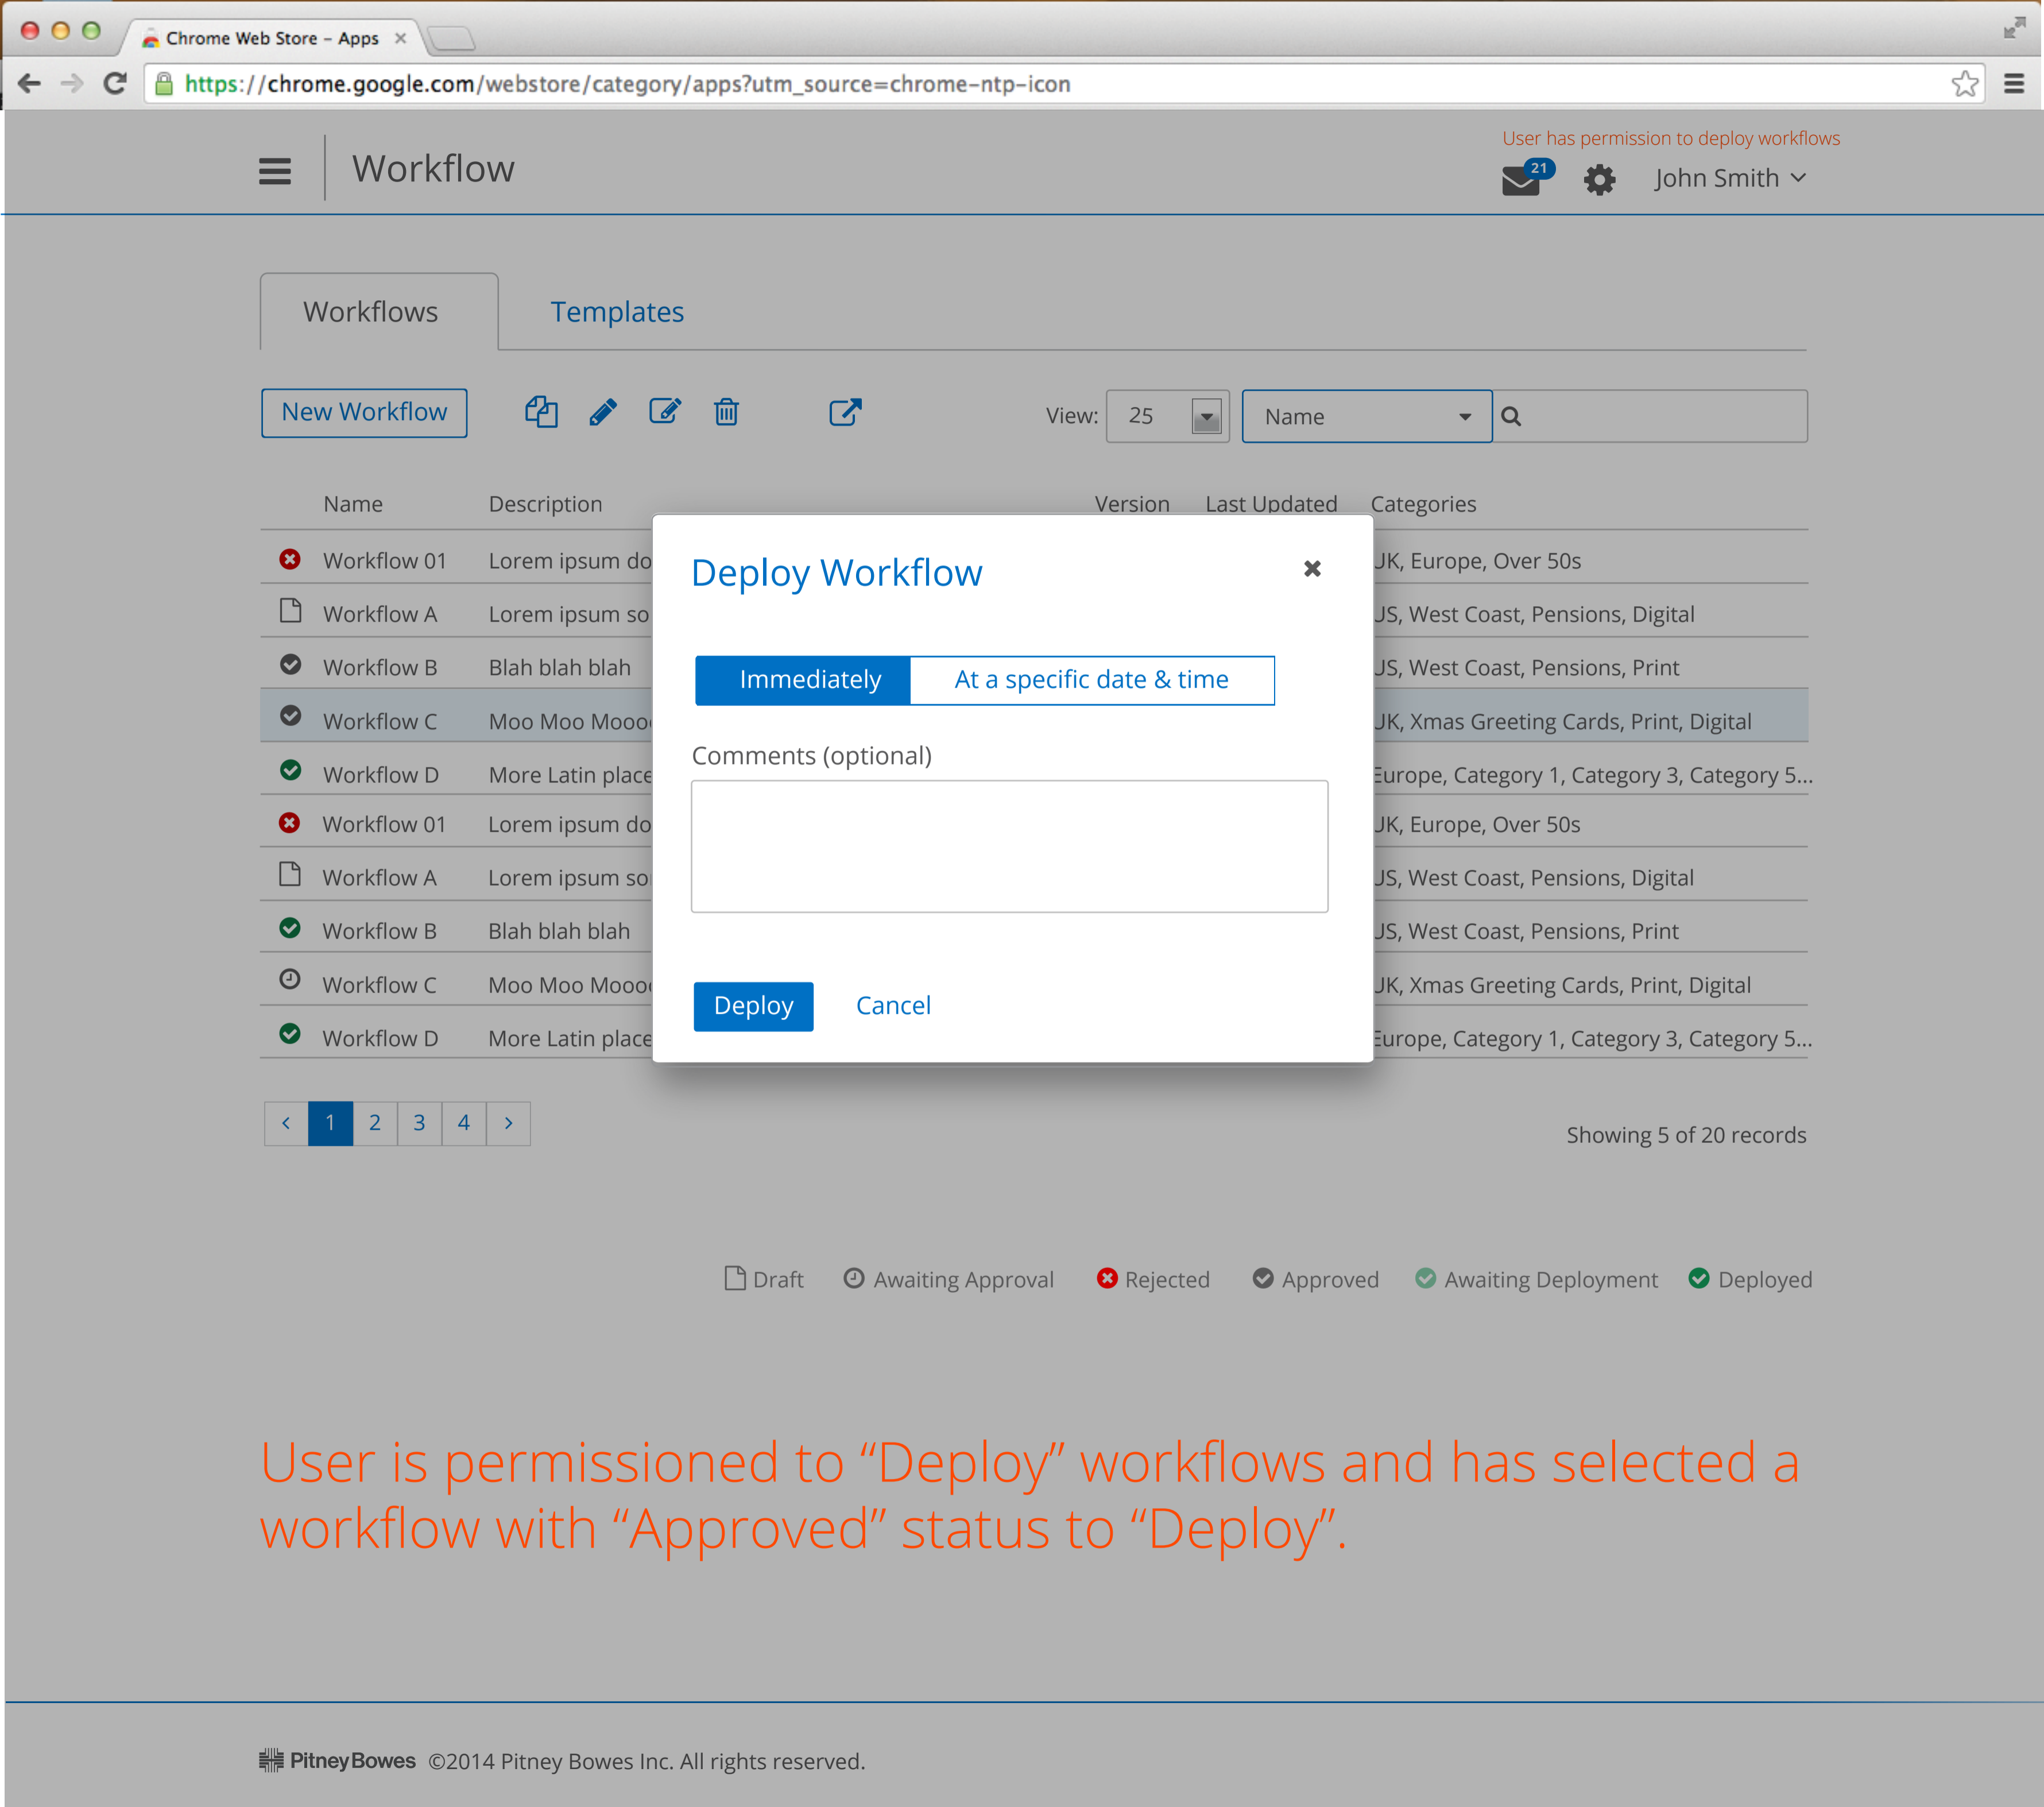 Chrome Web Store – Apps
https://chrome.google.com/webstore/category/apps?utm_source=chrome-ntp-icon
User has permission to deploy workflows
Workflow
21
John Smith
Workflows
Templates
New Workflow
View: 25
Name
Name Description Version Last Updated Categories
Workflow 01 Lorem ipsum do UK, Europe, Over 50s
Workflow A Lorem ipsum so US, West Coast, Pensions, Digital
Workflow B Blah blah blah US, West Coast, Pensions, Print
Workflow C Moo Moo Mooo UK, Xmas Greeting Cards, Print, Digital
Workflow D More Latin place Europe, Category 1, Category 3, Category 5...
Workflow 01 Lorem ipsum do UK, Europe, Over 50s
Workflow A Lorem ipsum so US, West Coast, Pensions, Digital
Workflow B Blah blah blah US, West Coast, Pensions, Print
Workflow C Moo Moo Mooo UK, Xmas Greeting Cards, Print, Digital
Workflow D More Latin place Europe, Category 1, Category 3, Category 5...
Deploy Workflow
Immediately
At a specific date & time
Comments (optional)
Deploy
Cancel
1 2 3 4
Showing 5 of 20 records
Draft Awaiting Approval Rejected Approved Awaiting Deployment Deployed
User is permissioned to “Deploy” workflows and has selected a
workflow with “Approved” status to “Deploy”.
PitneyBowes ©2014 Pitney Bowes Inc. All rights reserved.